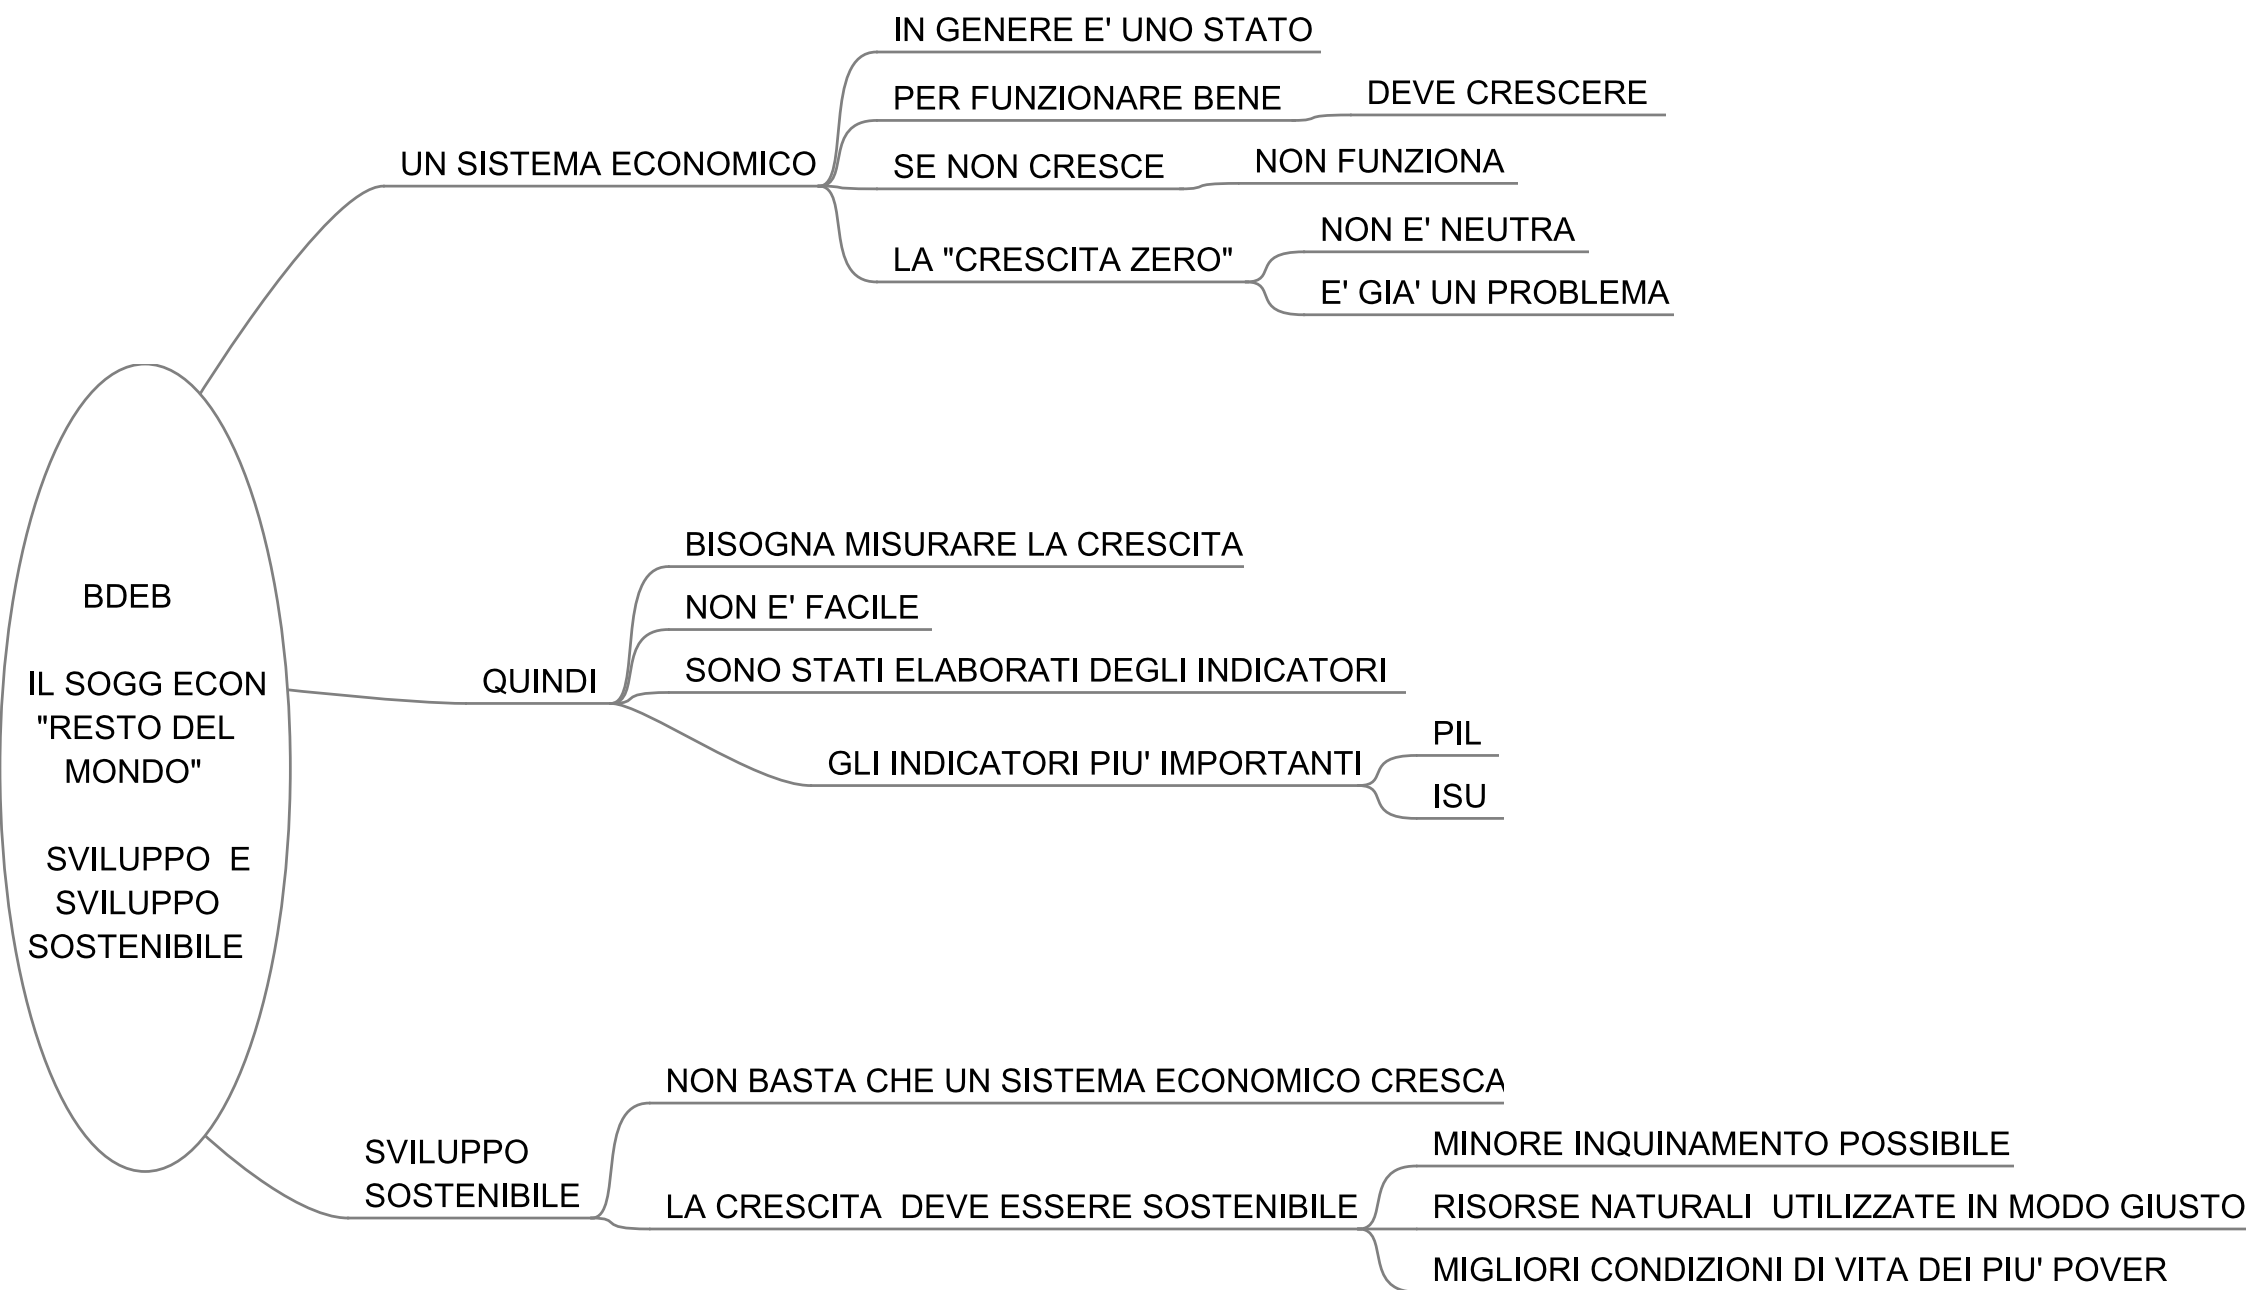 IN GENERE E' UNO STATO
PER FUNZIONARE BENE
DEVE CRESCERE
UN SISTEMA ECONOMICO
SE NON CRESCE
NON FUNZIONA
LA "CRESCITA ZERO"
NON E' NEUTRA
E' GIA' UN PROBLEMA
BDEB
IL SOGG ECON
"RESTO DEL
MONDO"
SVILUPPO E
SVILUPPO
SOSTENIBILE
QUINDI
BISOGNA MISURARE LA CRESCITA
NON E' FACILE
SONO STATI ELABORATI DEGLI INDICATORI
GLI INDICATORI PIU' IMPORTANTI
PIL
ISU
SVILUPPO
SOSTENIBILE
NON BASTA CHE UN SISTEMA ECONOMICO CRESCA
LA CRESCITA DEVE ESSERE SOSTENIBILE
MINORE INQUINAMENTO POSSIBILE
RISORSE NATURALI UTILIZZATE IN MODO GIUSTO
MIGLIORI CONDIZIONI DI VITA DEI PIU' POVER